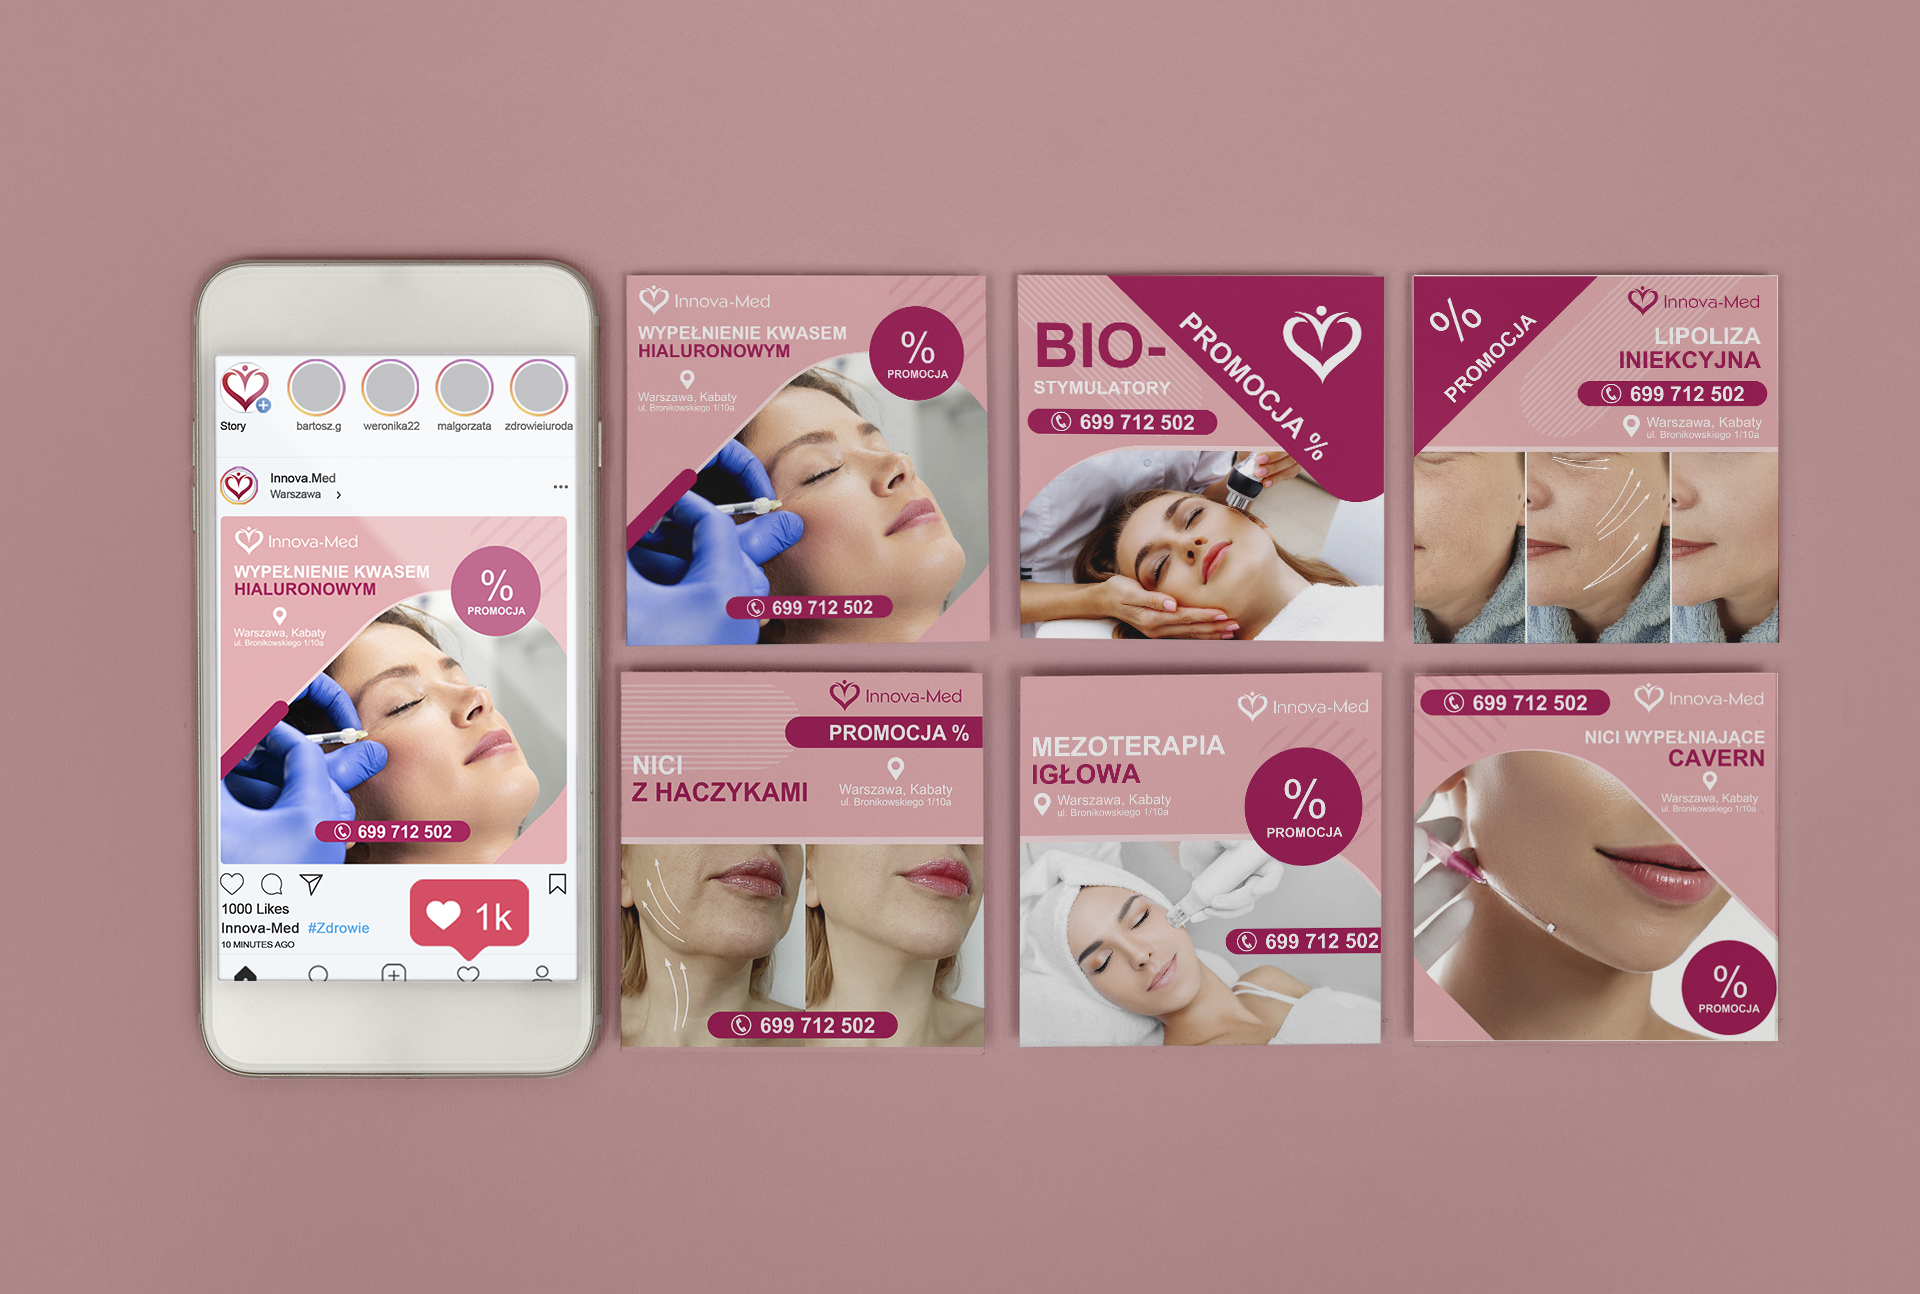 Story
bartosz.g
weronika22
malgorzata
zdrowieiuroda
Innova.Med
Warszawa >
Innova-Med
WYPEŁNIENIE KWASEM
HIALURONOWYM
%
PROMOCJA
Warszawa, Kabaty
ul. Bronikowskiego 1/10a
699 712 502
1000 Likes
Innova-Med #Zdrowie
10 MINUTES AGO
1k
Innova-Med
WYPEŁNIENIE KWASEM
HIALURONOWYM
%
PROMOCJA
Warszawa, Kabaty
ul. Bronikowskiego 1/10a
699 712 502
BIO-
STYMULATORY
699 712 502
PROMOCJA %
%
PROMOCJA
Innova-Med
LIPOLIZA
INIEKCYJNA
699 712 502
Warszawa, Kabaty
ul. Bronikowskiego 1/10a
Innova-Med
PROMOCJA %
NICI
Z HACZYKAMI
Warszawa, Kabaty
ul. Bronikowskiego 1/10a
699 712 502
Innova-Med
MEZOTERAPIA
IGŁOWA
Warszawa, Kabaty
ul. Bronikowskiego 1/10a
%
PROMOCJA
699 712 502
699 712 502
Innova-Med
NICI WYPEŁNIAJĄCE
CAVERN
Warszawa, Kabaty
ul. Bronikowskiego 1/10a
%
PROMOCJA